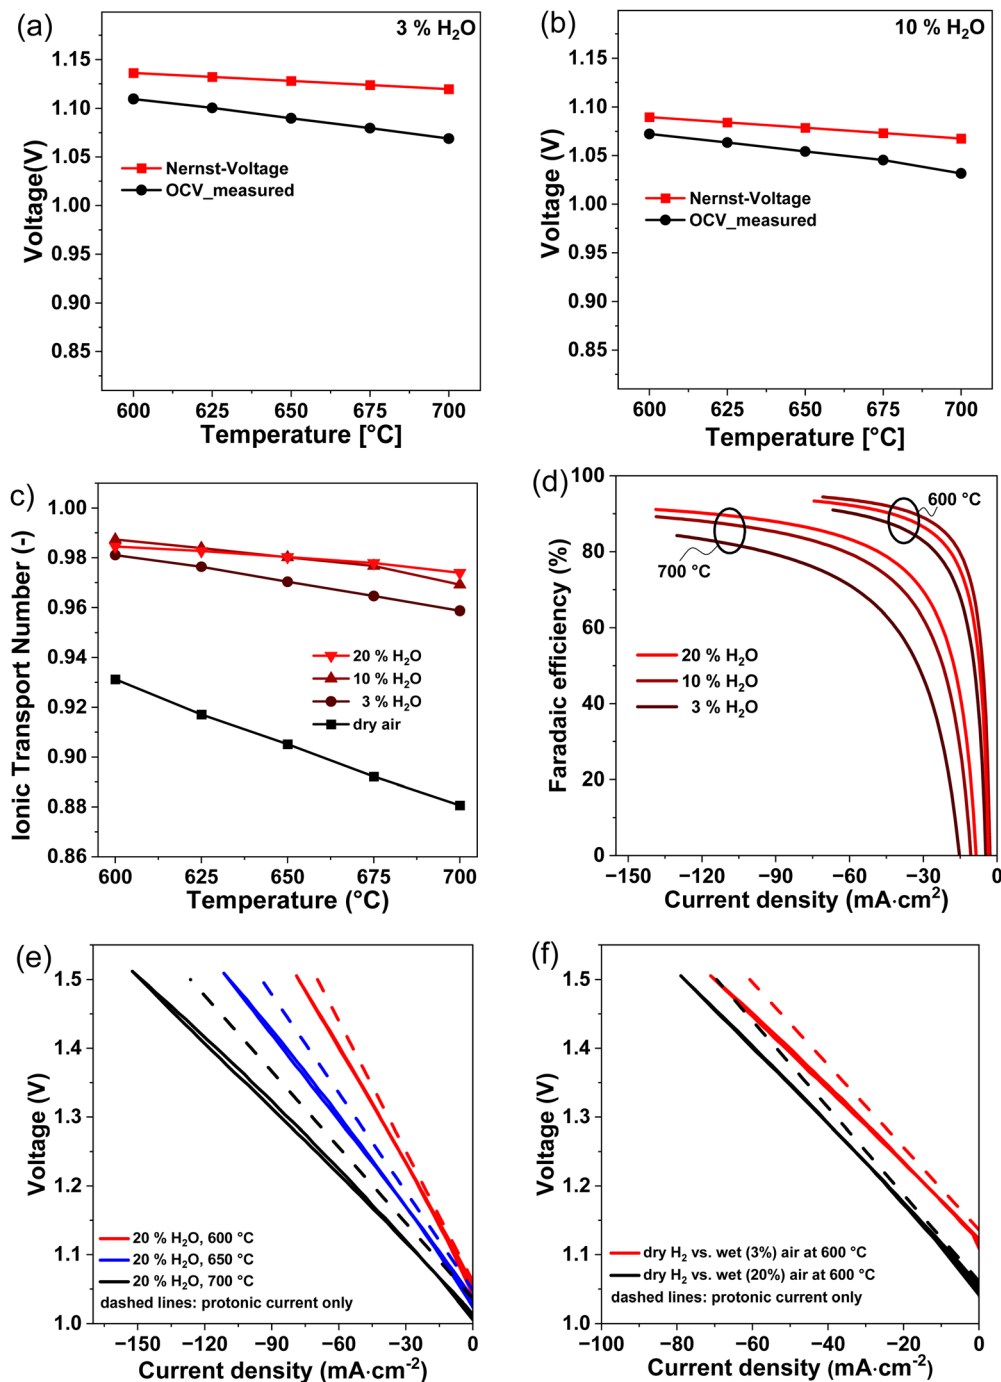 (a)
3 % H₂O
Voltage(V)
1.15
1.10
1.05
1.00
0.95
0.90
0.85
Nernst-Voltage
OCV_measured
600 625 650 675 700
Temperature [°C]
(b)
10 % H₂O
Voltage (V)
1.15
1.10
1.05
1.00
0.95
0.90
0.85
Nernst-Voltage
OCV_measured
600 625 650 675 700
Temperature [°C]
c)
Ionic Transport Number (-)
1.00
0.98
0.96
0.94
0.92
0.90
0.88
0.86
20 % H₂O
10 % H₂O
3 % H₂O
dry air
600 625 650 675 700
Temperature (°C)
(d)
Faradaic efficiency (%)
100
80
60
40
20
0
600 °C
700 °C
20 % H₂O
10 % H₂O
3 % H₂O
−150 −120 −90 −60 −30 0
Current density (mA·cm²)
(e)
Voltage (V)
1.5
1.4
1.3
1.2
1.1
1.0
20 % H₂O, 600 °C
20 % H₂O, 650 °C
20 % H₂O, 700 °C
dashed lines: protonic current only
−150 −120 −90 −60 −30 0
Current density (mA·cm⁻²)
(f)
Voltage (V)
1.5
1.4
1.3
1.2
1.1
1.0
dry H₂ vs. wet (3%) air at 600 °C
dry H₂ vs. wet (20%) air at 600 °C
dashed lines: protonic current only
−100 −80 −60 −40 −20 0
Current density (mA·cm⁻²)